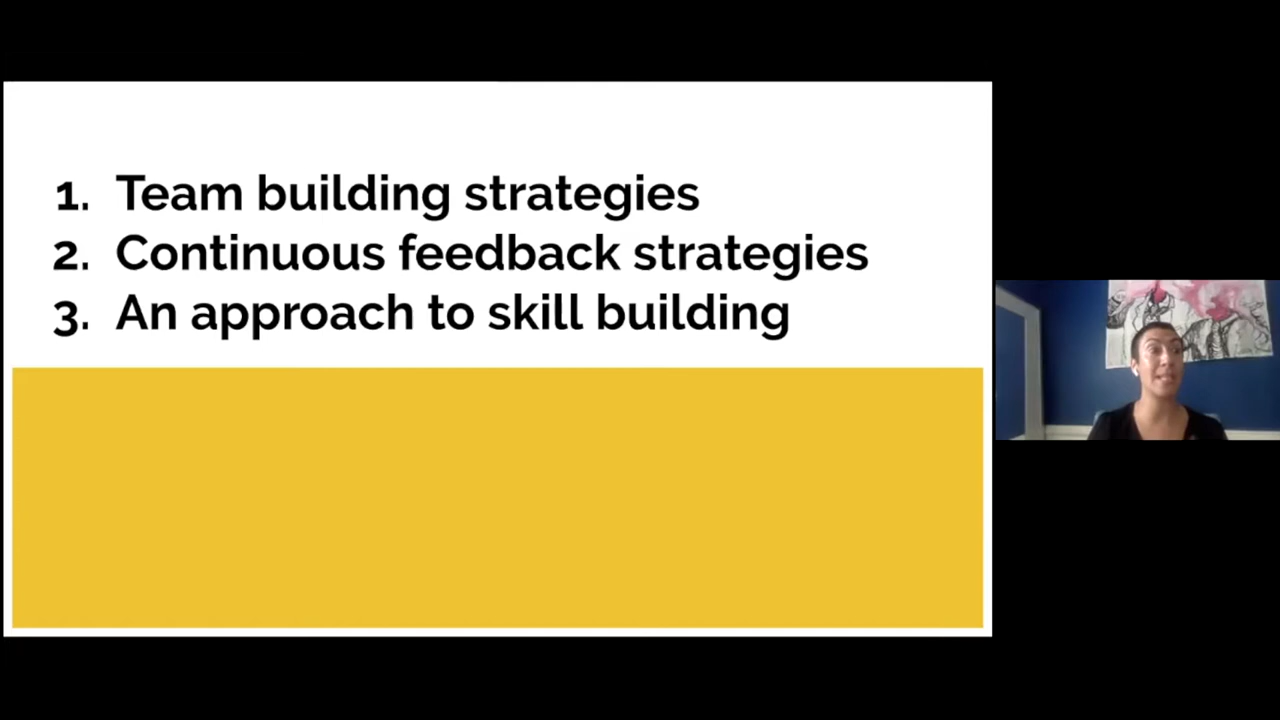 1. Team building strategies
2. Continuous feedback strategies
3. An approach to skill building